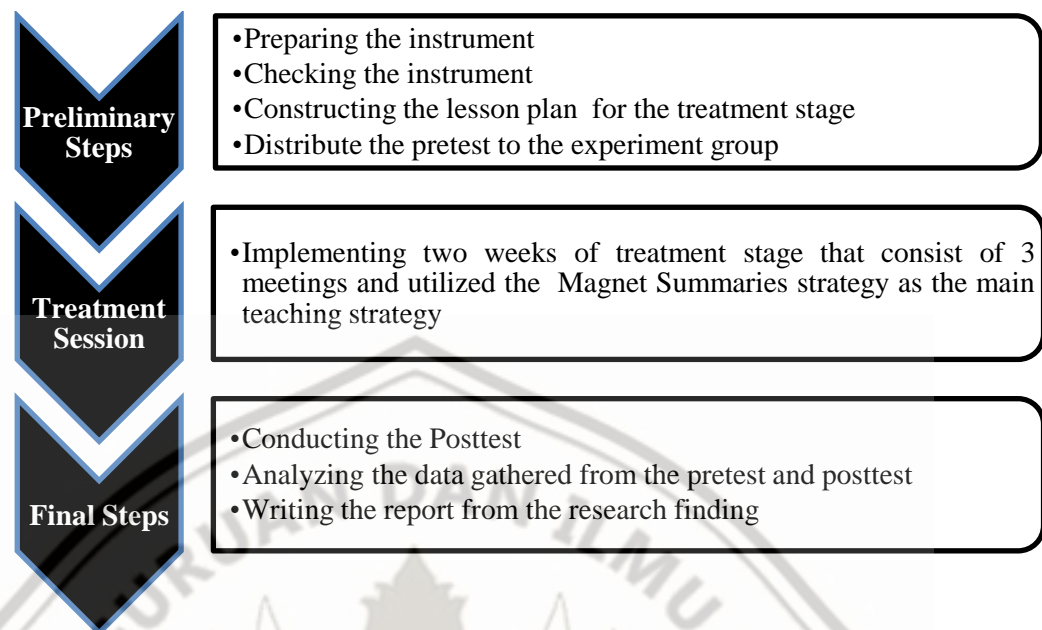 Preliminary
Steps
•Preparing the instrument
•Checking the instrument
•Constructing the lesson plan for the treatment stage
•Distribute the pretest to the experiment group
Treatment
Session
•Implementing two weeks of treatment stage that consist of 3
meetings and utilized the Magnet Summaries strategy as the main
teaching strategy
Final Steps
•Conducting the Posttest
•Analyzing the data gathered from the pretest and posttest
•Writing the report from the research finding
URUAN DAN ILMU